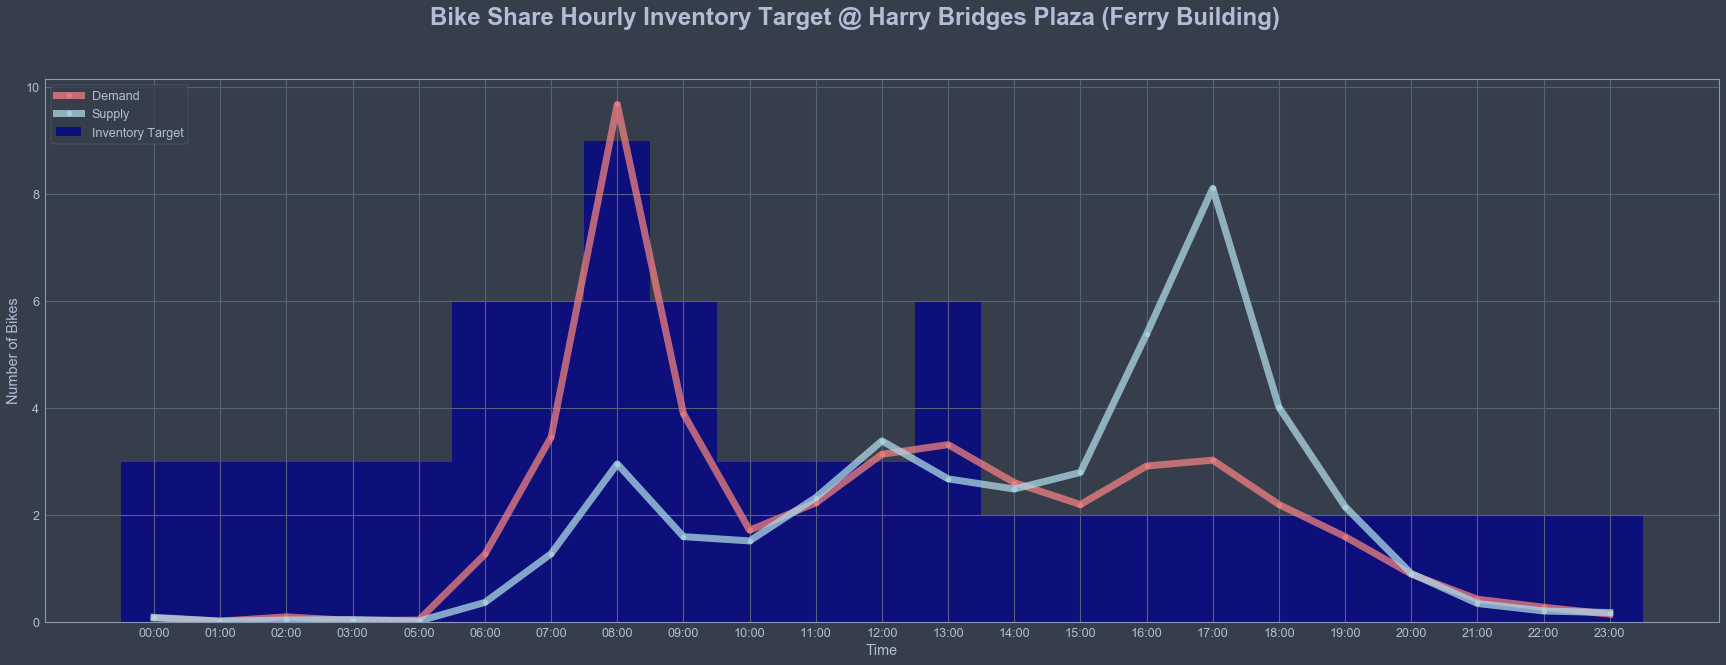 Bike Share Hourly Inventory Target @ Harry Bridges Plaza (Ferry Building)
Demand
Supply
Inventory Target
10
8
6
4
2
0
Number of Bikes
00:00 01:00 02:00 03:00 05:00 06:00 07:00 08:00 09:00 10:00 11:00 12:00 13:00 14:00 15:00 16:00 17:00 18:00 19:00 20:00 21:00 22:00 23:00
Time